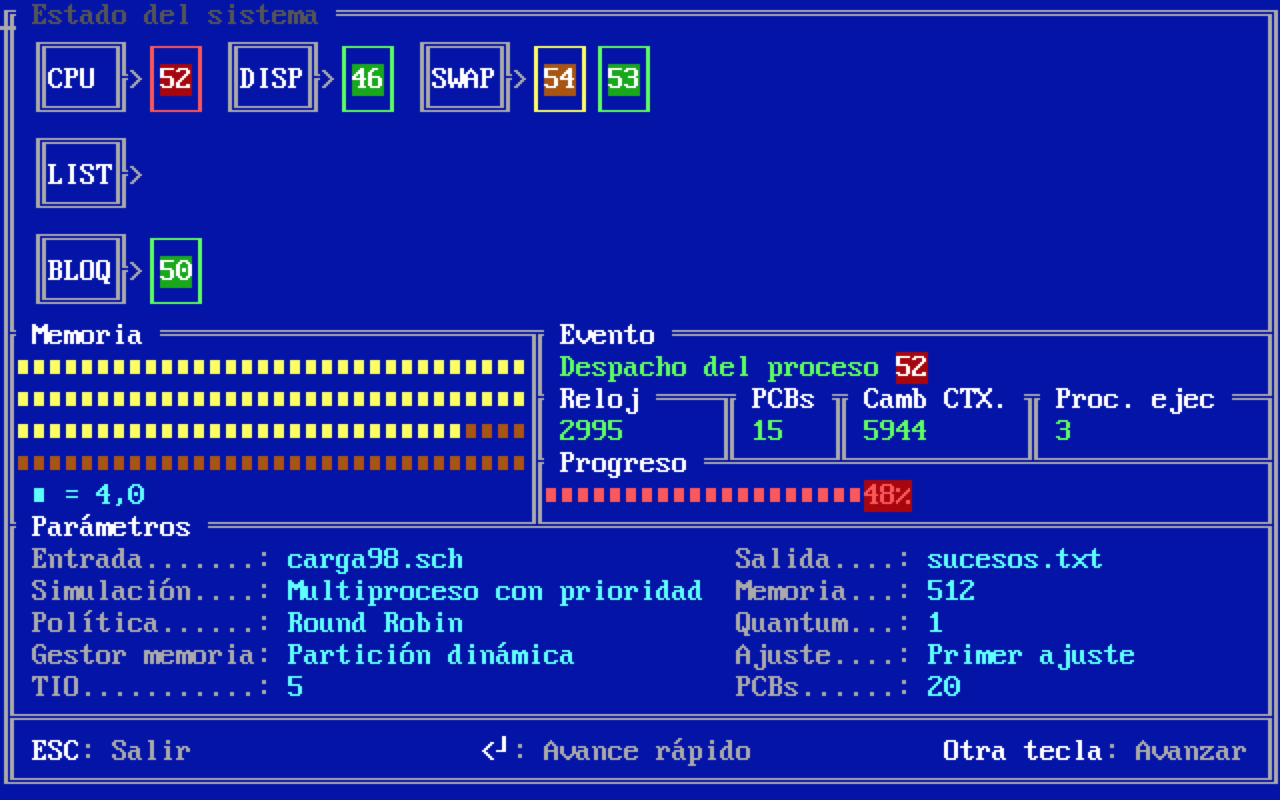 Estado del sistema
CPU > 52 DISP > 46 SWAP > 54 53
LIST >
BLOQ > 50
Memoria
= 4,0
Evento
Despacho del proceso 52
Reloj PCBs Camb CTX. Proc. ejec
2995 15 5944 3
Progreso
48%
Parámetros
Entrada.......: carga98.sch Salida....: sucesos.txt
Simulación....: Multiproceso con prioridad Memoria...: 512
Política......: Round Robin Quantum...: 1
Gestor memoria: Partición dinámica Ajuste....: Primer ajuste
TIO...........: 5 PCBs......: 20
ESC: Salir <┘: Avance rápido Otra tecla: Avanzar